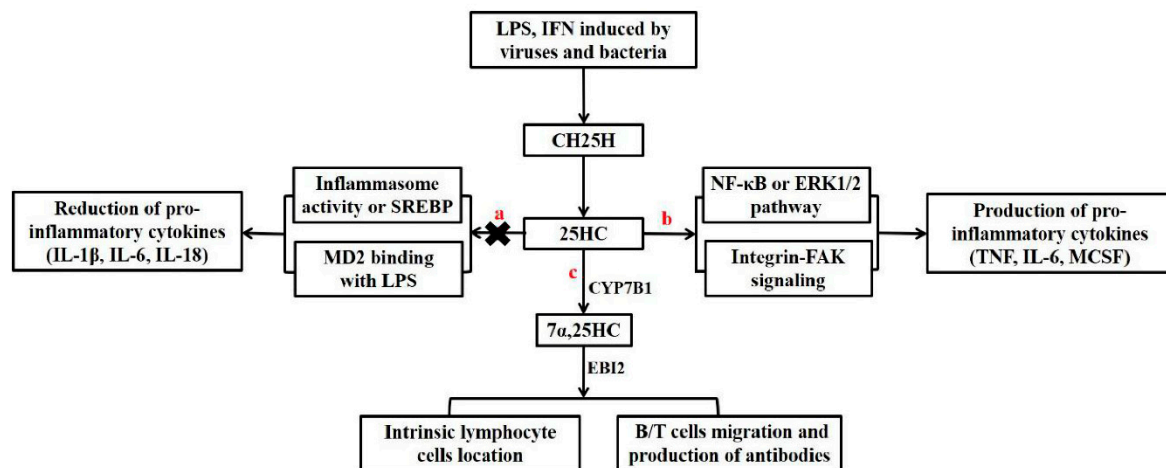 LPS, IFN induced by
viruses and bacteria
CH25H
Inflammasome
activity or SREBP
NF-κB or ERK1/2
pathway
Reduction of pro-
inflammatory cytokines
(IL-1β, IL-6, IL-18)
a
25HC
b
Production of pro-
inflammatory cytokines
(TNF, IL-6, MCSF)
MD2 binding
with LPS
Integrin-FAK
signaling
c
CYP7B1
7α,25HC
EBI2
Intrinsic lymphocyte
cells location
B/T cells migration and
production of antibodies